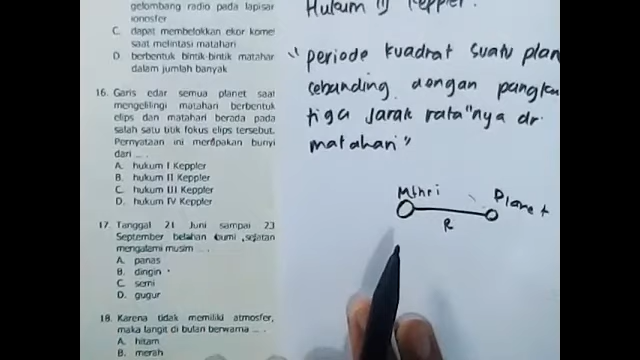 gelombang radio pada lapisar
ionosfer
C. dapat membelokkan ekor kome
saat melintasi matahari
D. berbentuk bintik-bintik matahar
dalam jumlah banyak
16. Garis edar semua planet saat
mengelilingi matahari berbentuk
elips dan matahari berada pada
salah satu titik fokus elips tersebut.
Pernyataan ini merupakan bunyi
dari ... .
A. hukum I Keppler
B. hukum II Keppler
C. hukum III Keppler
D. hukum IV Keppler
17. Tanggal 21 Juni sampai 23
September belahan bumi selatan
mengalami musim ... .
A. panas
B. dingin
C. semi
D. gugur
18. Karena tidak memiliki atmosfer,
maka langit di bulan berwarna ... .
A. hitam
B. merah
Hukum III Keppler.
"periode kuadrat suatu plan
sebanding dengan pangka
tiga jarak rata"nya dr.
matahari"
Mthri
Planet
R